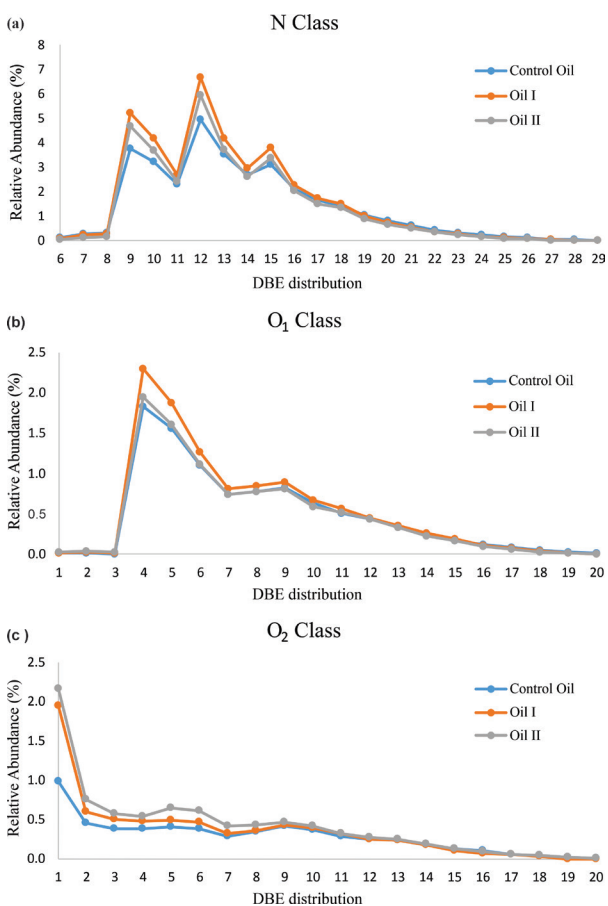 (a)
N Class
Relative Abundance (%)
8
7
6
5
4
3
2
1
0
Control Oil
Oil I
Oil II
6 7 8 9 10 11 12 13 14 15 16 17 18 19 20 21 22 23 24 25 26 27 28 29
DBE distribution
(b)
O₁ Class
Relative Abundance (%)
2.5
2.0
1.5
1.0
0.5
0.0
Control Oil
Oil I
Oil II
1 2 3 4 5 6 7 8 9 10 11 12 13 14 15 16 17 18 19 20
DBE distribution
(c )
O₂ Class
Relative Abundance (%)
2.5
2.0
1.5
1.0
0.5
0.0
Control Oil
Oil I
Oil II
1 2 3 4 5 6 7 8 9 10 11 12 13 14 15 16 17 18 19 20
DBE distribution